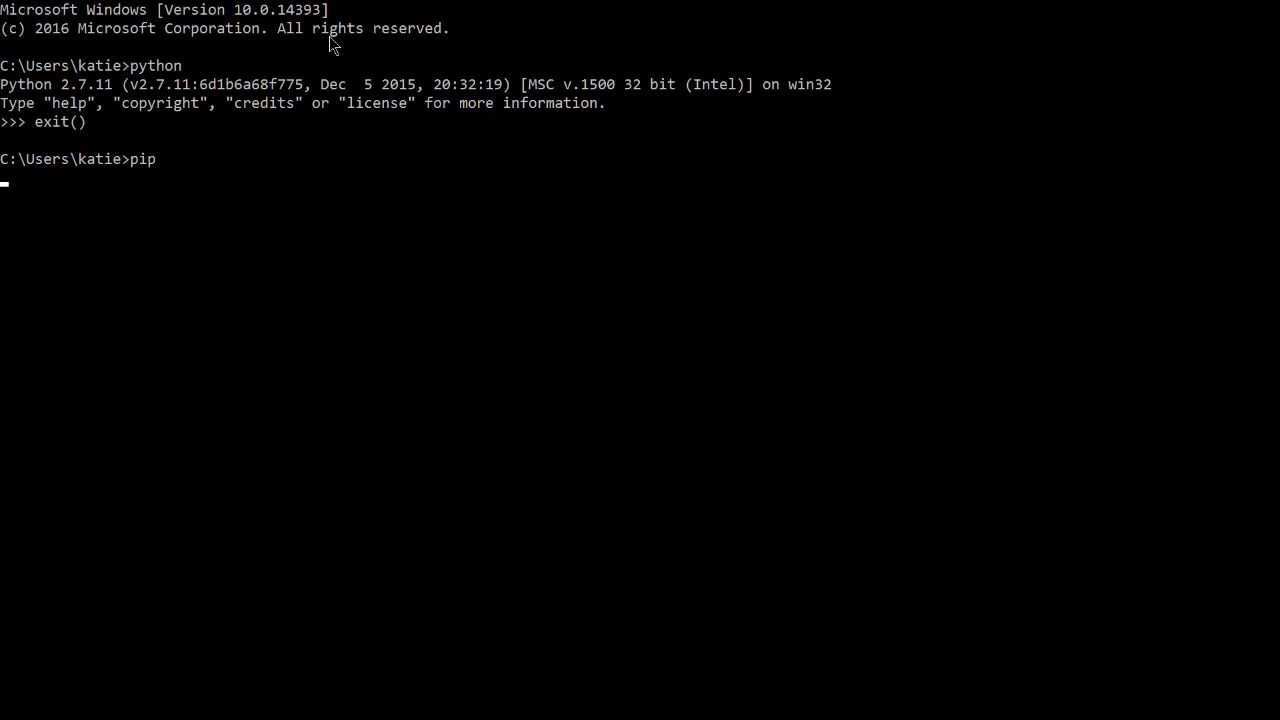 Microsoft Windows [Version 10.0.14393]
(c) 2016 Microsoft Corporation. All rights reserved.
C:\Users\katie>python
Python 2.7.11 (v2.7.11:6d1b6a68f775, Dec  5 2015, 20:32:19) [MSC v.1500 32 bit (Intel)] on win32
Type "help", "copyright", "credits" or "license" for more information.
>>> exit()
C:\Users\katie>pip